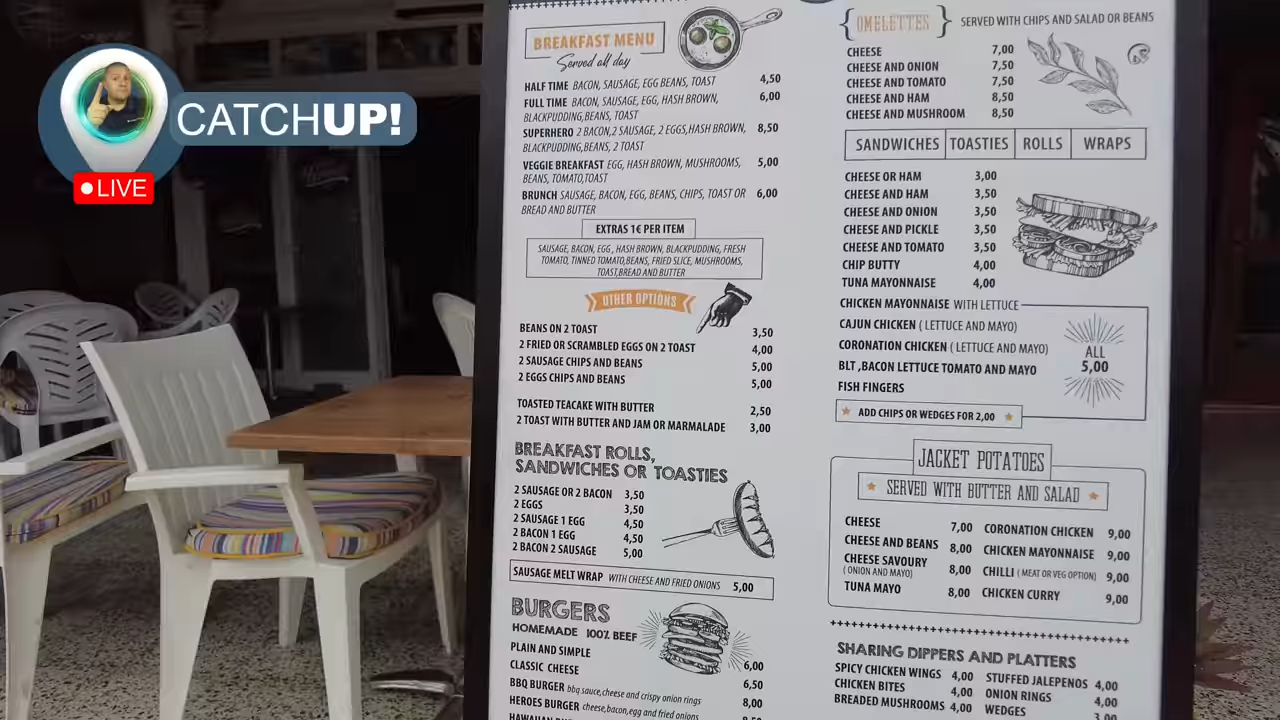 CATCHUP!
LIVE
BREAKFAST MENU
Served all day
HALF TIME BACON, SAUSAGE, EGG BEANS, TOAST 4,50
FULL TIME BACON, SAUSAGE, EGG, HASH BROWN, 6,00
BLACKPUDDING,BEANS, TOAST
SUPERHERO 2 BACON,2 SAUSAGE, 2 EGGS,HASH BROWN, 8,50
BLACKPUDDING,BEANS, 2 TOAST
VEGGIE BREAKFAST EGG, HASH BROWN, MUSHROOMS, 5,00
BEANS, TOMATO,TOAST
BRUNCH SAUSAGE, BACON, EGG, BEANS, CHIPS, TOAST OR 6,00
BREAD AND BUTTER
EXTRAS 1€ PER ITEM
SAUSAGE, BACON, EGG , HASH BROWN, BLACKPUDDING, FRESH
TOMATO, TINNED TOMATO,BEANS, FRIED SLICE, MUSHROOMS,
TOAST,BREAD AND BUTTER
OTHER OPTIONS
BEANS ON 2 TOAST 3,50
2 FRIED OR SCRAMBLED EGGS ON 2 TOAST 4,00
2 SAUSAGE CHIPS AND BEANS 5,00
2 EGGS CHIPS AND BEANS 5,00
TOASTED TEACAKE WITH BUTTER 2,50
2 TOAST WITH BUTTER AND JAM OR MARMALADE 3,00
BREAKFAST ROLLS,
SANDWICHES OR TOASTIES
2 SAUSAGE OR 2 BACON 3,50
2 EGGS 3,50
2 SAUSAGE 1 EGG 4,50
2 BACON 1 EGG 4,50
2 BACON 2 SAUSAGE 5,00
SAUSAGE MELT WRAP WITH CHEESE AND FRIED ONIONS 5,00
BURGERS
HOMEMADE 100% BEEF
PLAIN AND SIMPLE 6,00
CLASSIC CHEESE 6,50
BBQ BURGER bbq sauce,cheese and crispy onion rings 8,00
HEROES BURGER cheese,bacon,egg and fried onions 8,50
OMELETTES SERVED WITH CHIPS AND SALAD OR BEANS
CHEESE 7,00
CHEESE AND ONION 7,50
CHEESE AND TOMATO 7,50
CHEESE AND HAM 8,50
CHEESE AND MUSHROOM 8,50
SANDWICHES TOASTIES ROLLS WRAPS
CHEESE OR HAM 3,00
CHEESE AND HAM 3,50
CHEESE AND ONION 3,50
CHEESE AND PICKLE 3,50
CHEESE AND TOMATO 3,50
CHIP BUTTY 4,00
TUNA MAYONNAISE 4,00
CHICKEN MAYONNAISE WITH LETTUCE
CAJUN CHICKEN ( LETTUCE AND MAYO)
CORONATION CHICKEN ( LETTUCE AND MAYO)
BLT ,BACON LETTUCE TOMATO AND MAYO
FISH FINGERS
ALL
5,00
ADD CHIPS OR WEDGES FOR 2,00
JACKET POTATOES
SERVED WITH BUTTER AND SALAD
CHEESE 7,00
CHEESE AND BEANS 8,00
CHEESE SAVOURY 8,00
( ONION AND MAYO)
TUNA MAYO 8,00
CORONATION CHICKEN 9,00
CHICKEN MAYONNAISE 9,00
CHILLI ( MEAT OR VEG OPTION) 9,00
CHICKEN CURRY 9,00
SHARING DIPPERS AND PLATTERS
SPICY CHICKEN WINGS 4,00
CHICKEN BITES 4,00
BREADED MUSHROOMS 4,00
STUFFED JALEPENOS 4,00
ONION RINGS 4,00
WEDGES 3,00